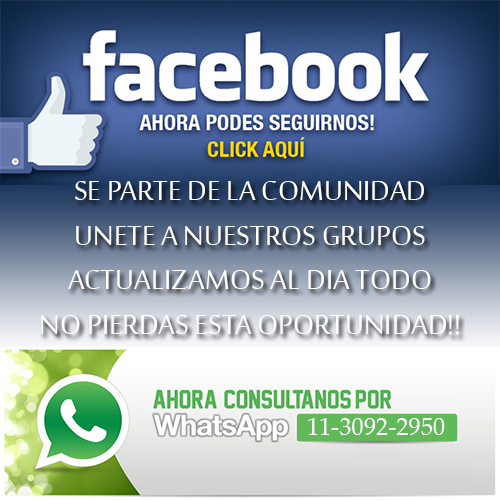 facebook
AHORA PODES SEGUIRNOS!
CLICK AQUÍ
SE PARTE DE LA COMUNIDAD
UNETE A NUESTROS GRUPOS
ACTUALIZAMOS AL DIA TODO
NO PIERDAS ESTA OPORTUNIDAD!!
AHORA CONSULTANOS POR
WhatsApp 11-3092-2950